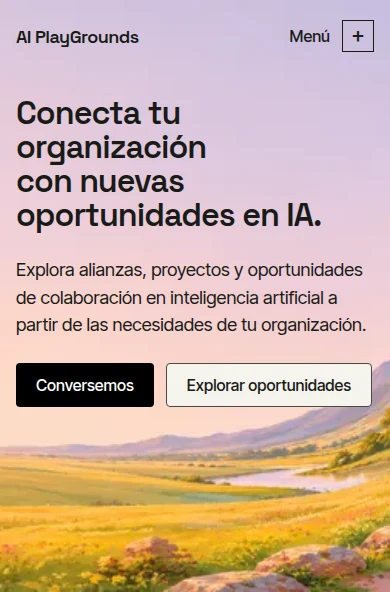 AI PlayGrounds
Menú +
Conecta tu
organización
con nuevas
oportunidades en IA.
Explora alianzas, proyectos y oportunidades
de colaboración en inteligencia artificial a
partir de las necesidades de tu organización.
Conversemos
Explorar oportunidades